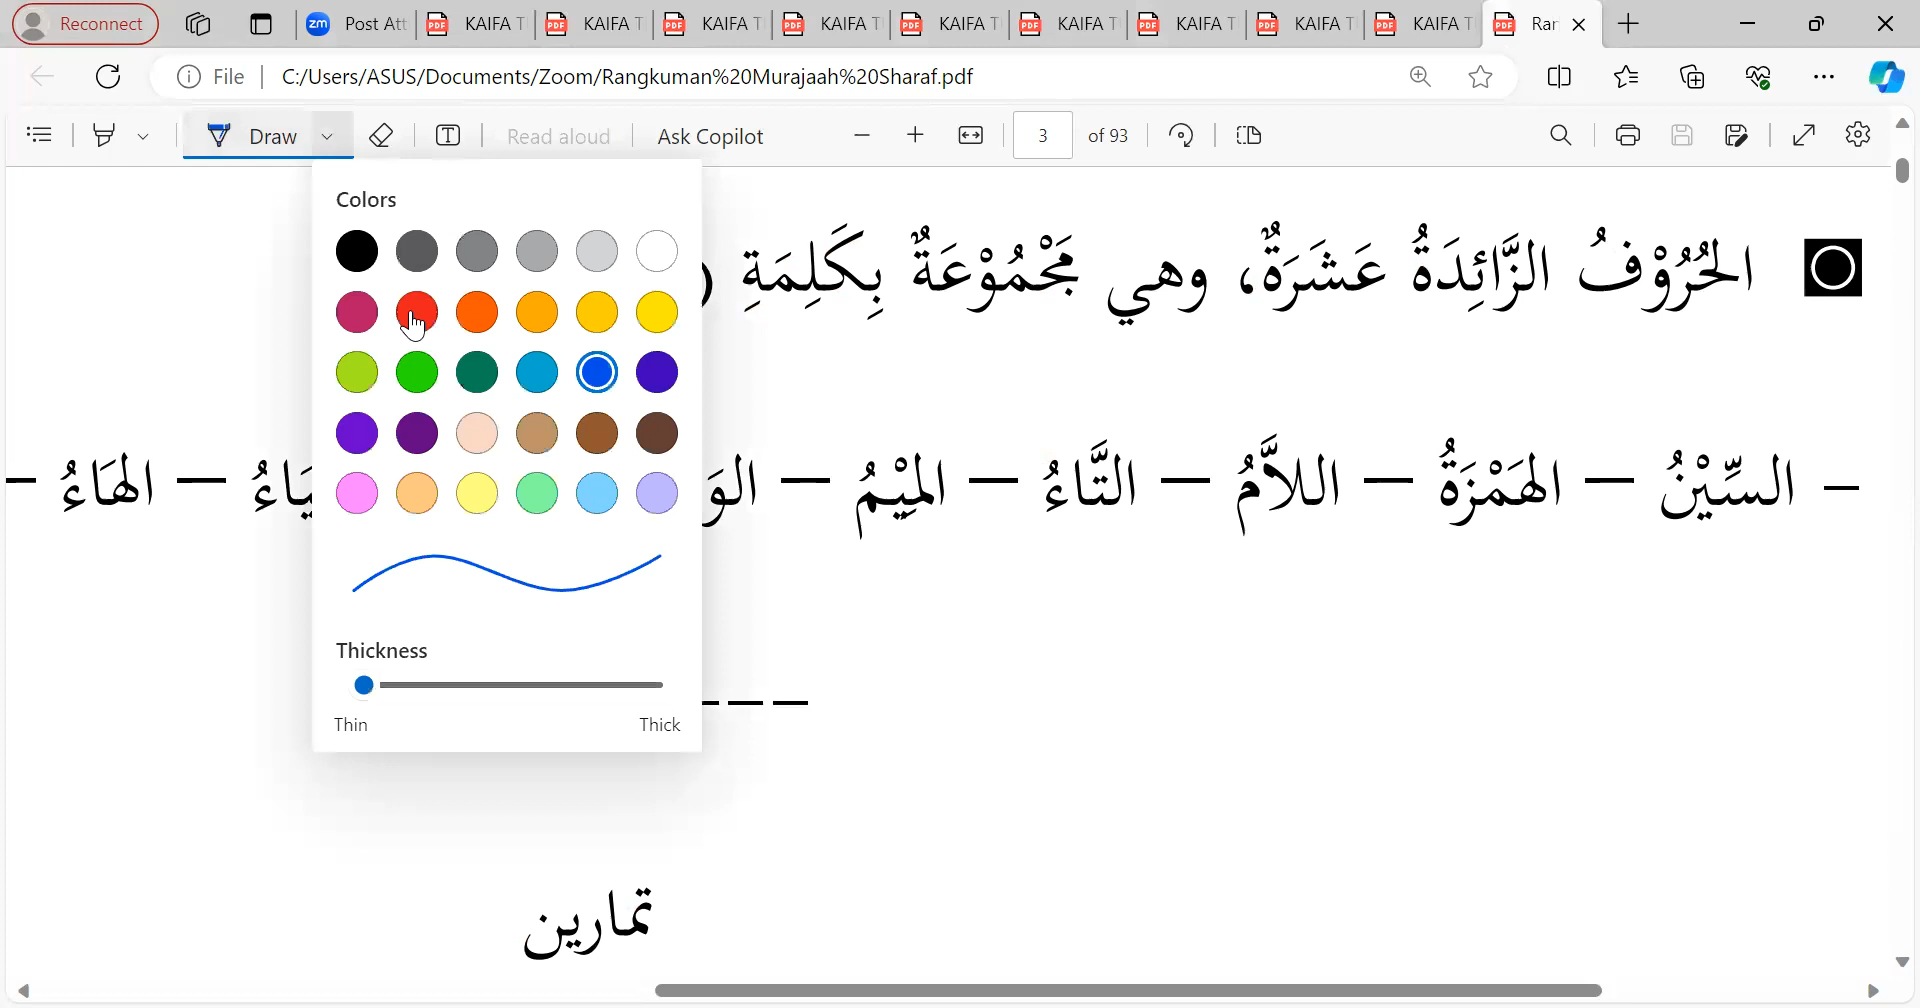 Reconnect
Post Att
KAIFA T
KAIFA T
KAIFA T
KAIFA T
KAIFA T
KAIFA T
KAIFA T
KAIFA T
KAIFA T
Ran
File C:/Users/ASUS/Documents/Zoom/Rangkuman%20Murajaah%20Sharaf.pdf
Draw
Read aloud
Ask Copilot
3 of 93
Colors
Thickness
Thin Thick
الحُرُوْفُ الزَّائِدَةُ عَشَرَةٌ، وهي مَجْمُوْعَةٌ بِكَلِمَةِ (
– السِّيْنُ – الهَمْزَةُ – اللاَّمُ – التَّاءُ – المِيْمُ – الوَ يَاءُ – الهَاءُ –
– – –
تمارين